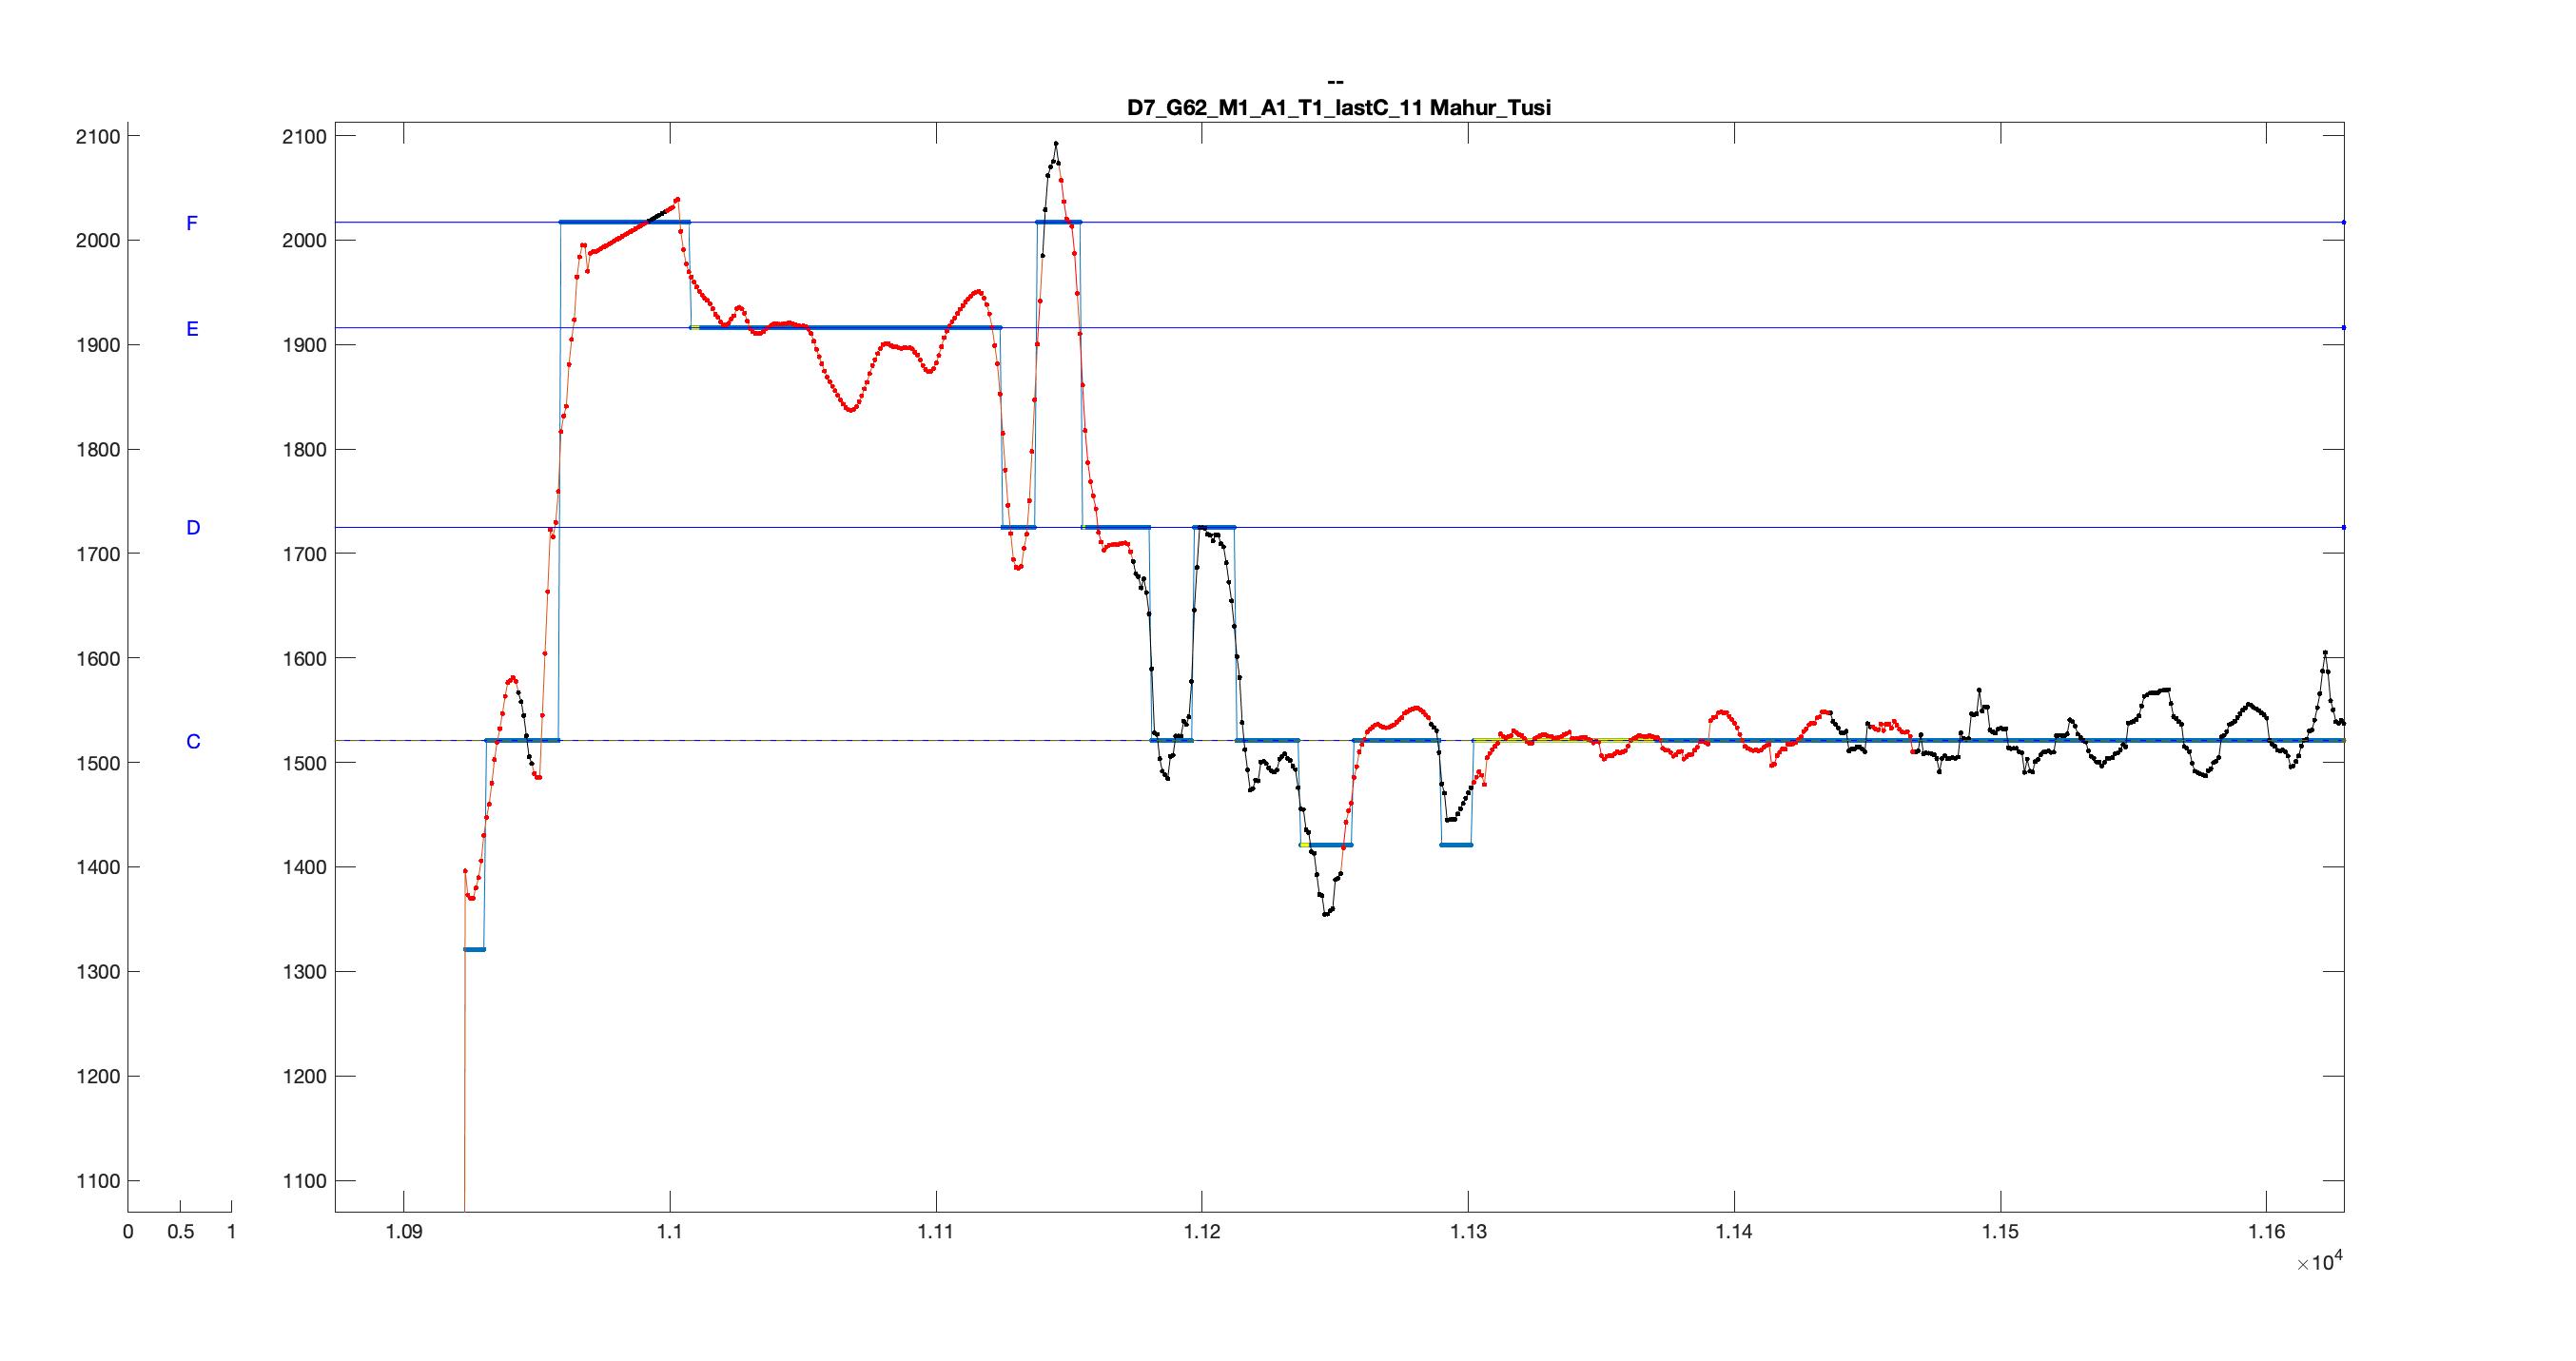 --
D7_G62_M1_A1_T1_lastC_11 Mahur_Tusi
2100 2100
F
2000 2000
E
1900 1900
1800 1800
D
1700 1700
1600 1600
C
1500 1500
1400 1400
1300 1300
1200 1200
1100 1100
0 0.5 1 1.09 1.1 1.11 1.12 1.13 1.14 1.15 1.16
×10⁴